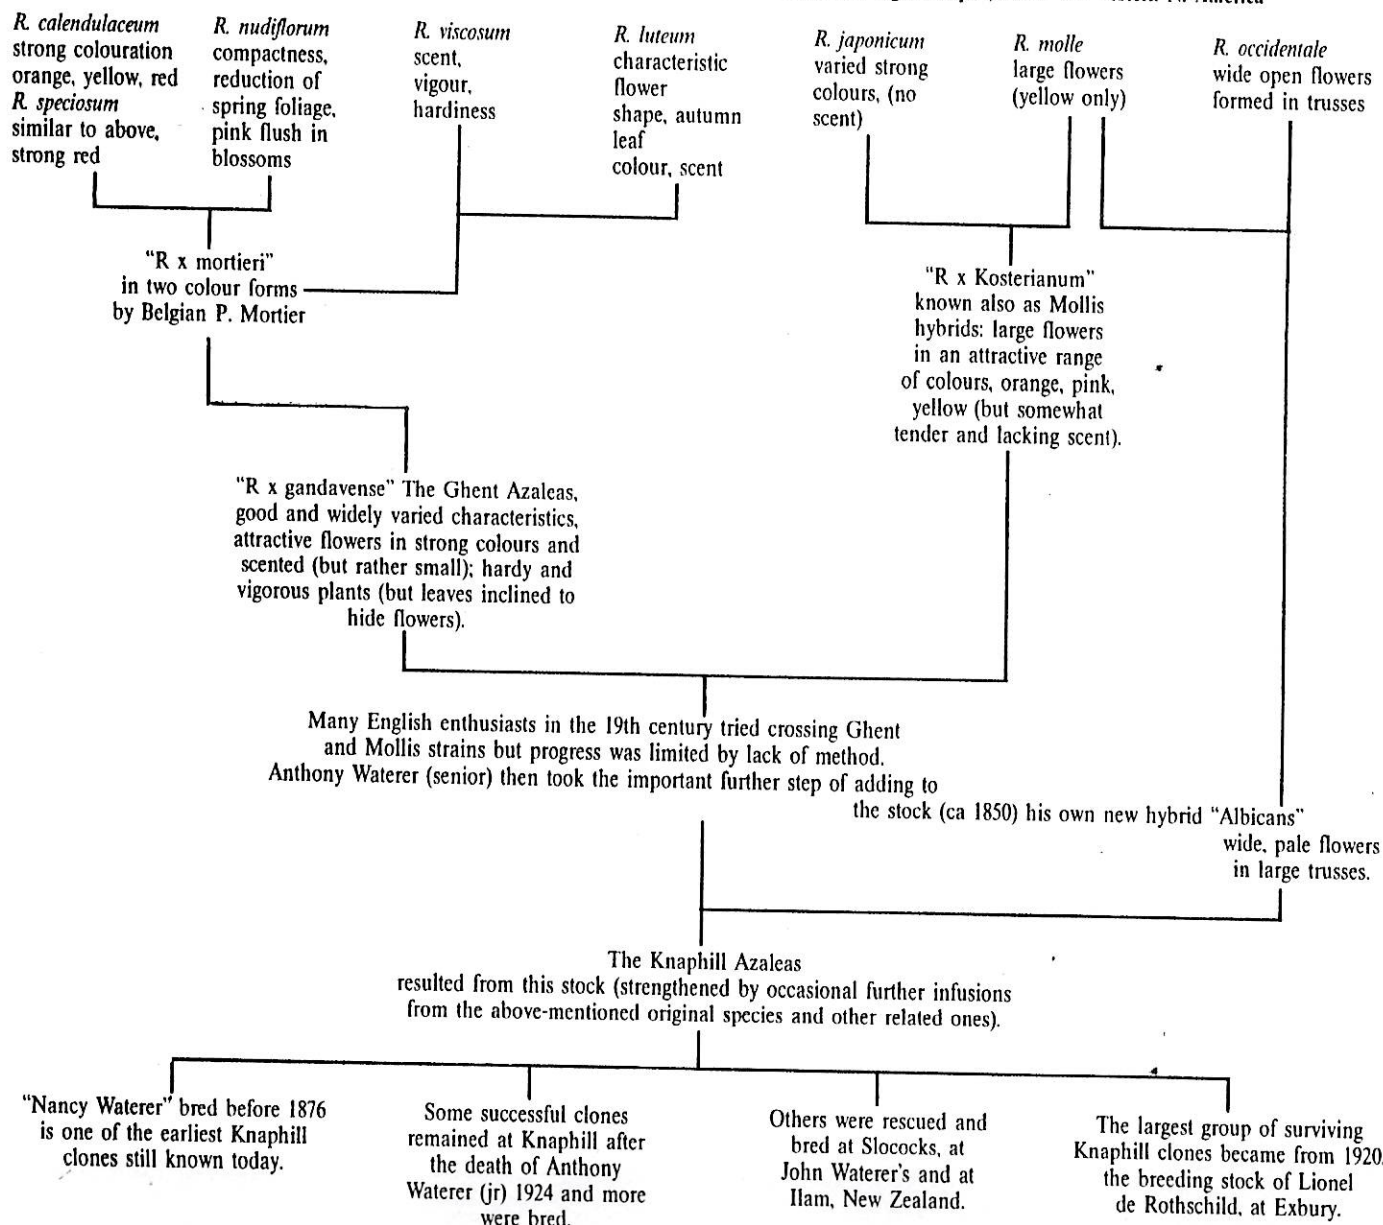 N. America
R. calendulaceum
strong colouration
orange, yellow, red
R. speciosum
similar to above,
strong red
R. nudiflorum
compactness,
reduction of
spring foliage,
pink flush in
blossoms
R. viscosum
scent,
vigour,
hardiness
R. luteum
characteristic
flower
shape, autumn
leaf
colour, scent
R. japonicum
varied strong
colours, (no
scent)
R. molle
large flowers
(yellow only)
R. occidentale
wide open flowers
formed in trusses
"R x mortieri"
in two colour forms
by Belgian P. Mortier
"R x Kosterianum"
known also as Mollis
hybrids: large flowers
in an attractive range
of colours, orange, pink,
yellow (but somewhat
tender and lacking scent).
"R x gandavense" The Ghent Azaleas,
good and widely varied characteristics,
attractive flowers in strong colours and
scented (but rather small); hardy and
vigorous plants (but leaves inclined to
hide flowers).
Many English enthusiasts in the 19th century tried crossing Ghent
and Mollis strains but progress was limited by lack of method.
Anthony Waterer (senior) then took the important further step of adding to
the stock (ca 1850) his own new hybrid "Albicans"
wide, pale flowers
in large trusses.
The Knaphill Azaleas
resulted from this stock (strengthened by occasional further infusions
from the above-mentioned original species and other related ones).
"Nancy Waterer" bred before 1876
is one of the earliest Knaphill
clones still known today.
Some successful clones
remained at Knaphill after
the death of Anthony
Waterer (jr) 1924 and more
were bred.
Others were rescued and
bred at Slococks, at
John Waterer's and at
Ilam, New Zealand.
The largest group of surviving
Knaphill clones became from 1920,
the breeding stock of Lionel
de Rothschild, at Exbury.